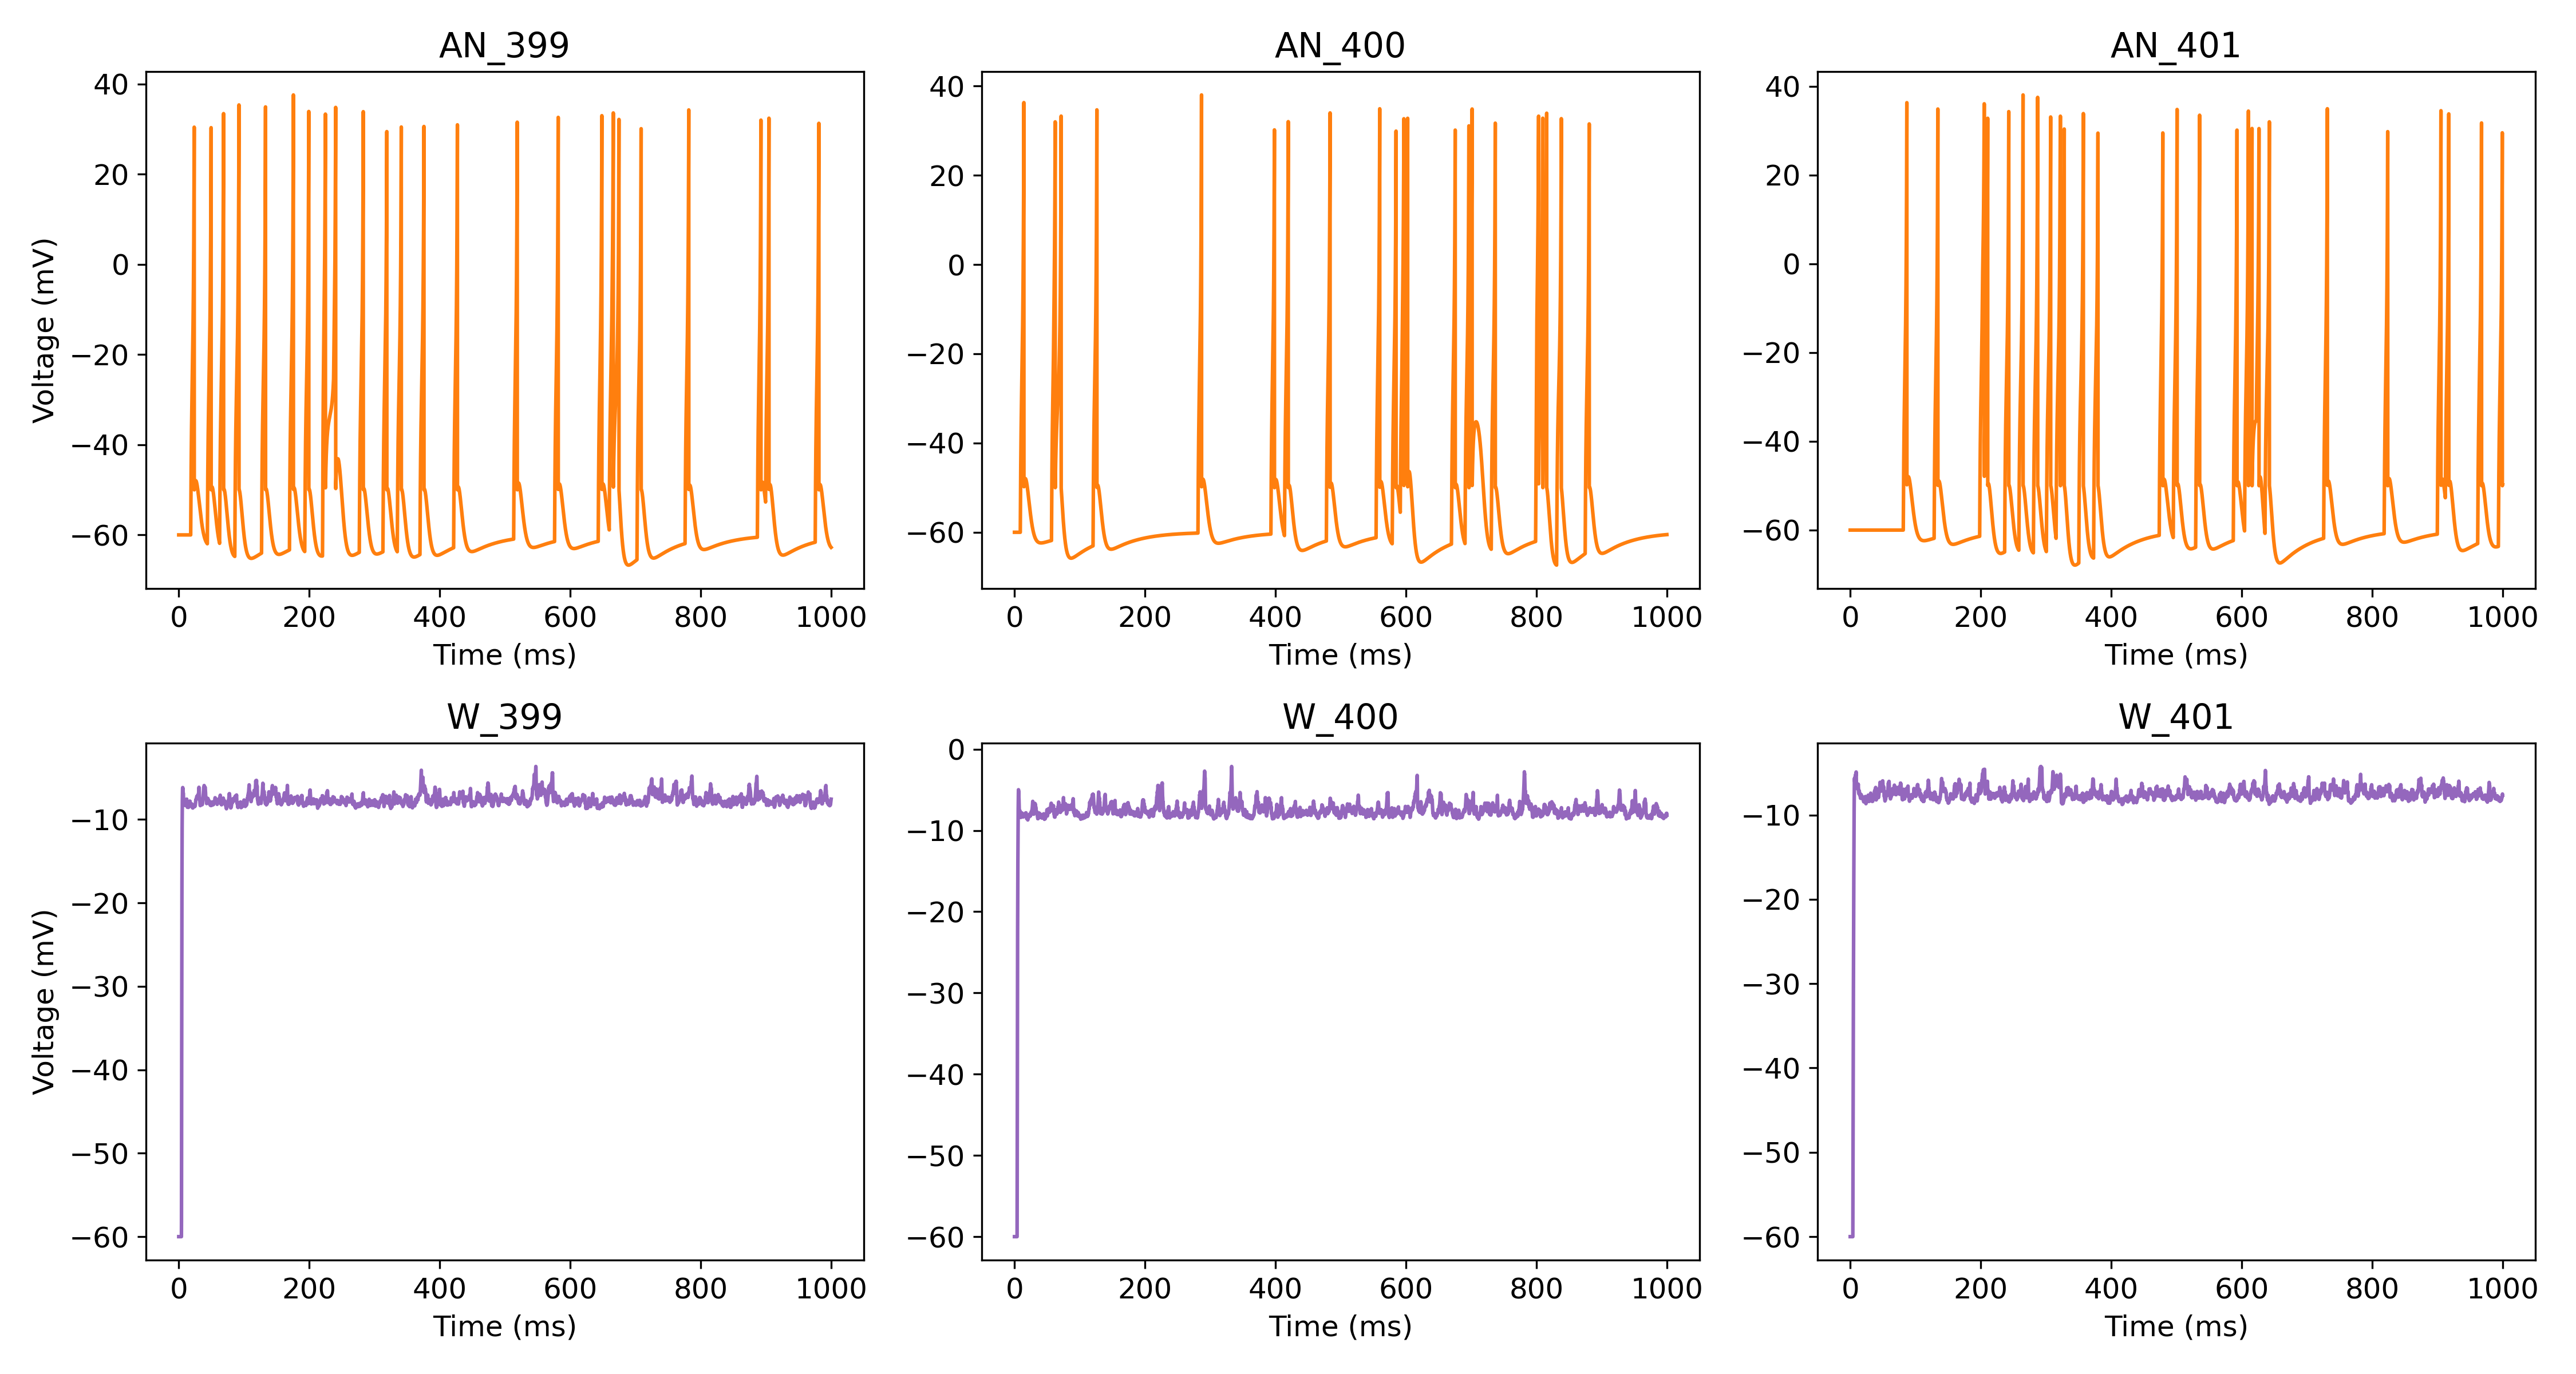 AN_399 AN_400 AN_401
40 40 40
20 20 20
0 0 0
−20 −20 −20
−40 −40 −40
−60 −60 −60
Voltage (mV)
0 200 400 600 800 1000 0 200 400 600 800 1000 0 200 400 600 800 1000
Time (ms) Time (ms) Time (ms)
W_399 W_400 W_401
0
−10 −10 −10
−20 −20 −20
−30 −30 −30
−40 −40 −40
−50 −50 −50
−60 −60 −60
Voltage (mV)
0 200 400 600 800 1000 0 200 400 600 800 1000 0 200 400 600 800 1000
Time (ms) Time (ms) Time (ms)